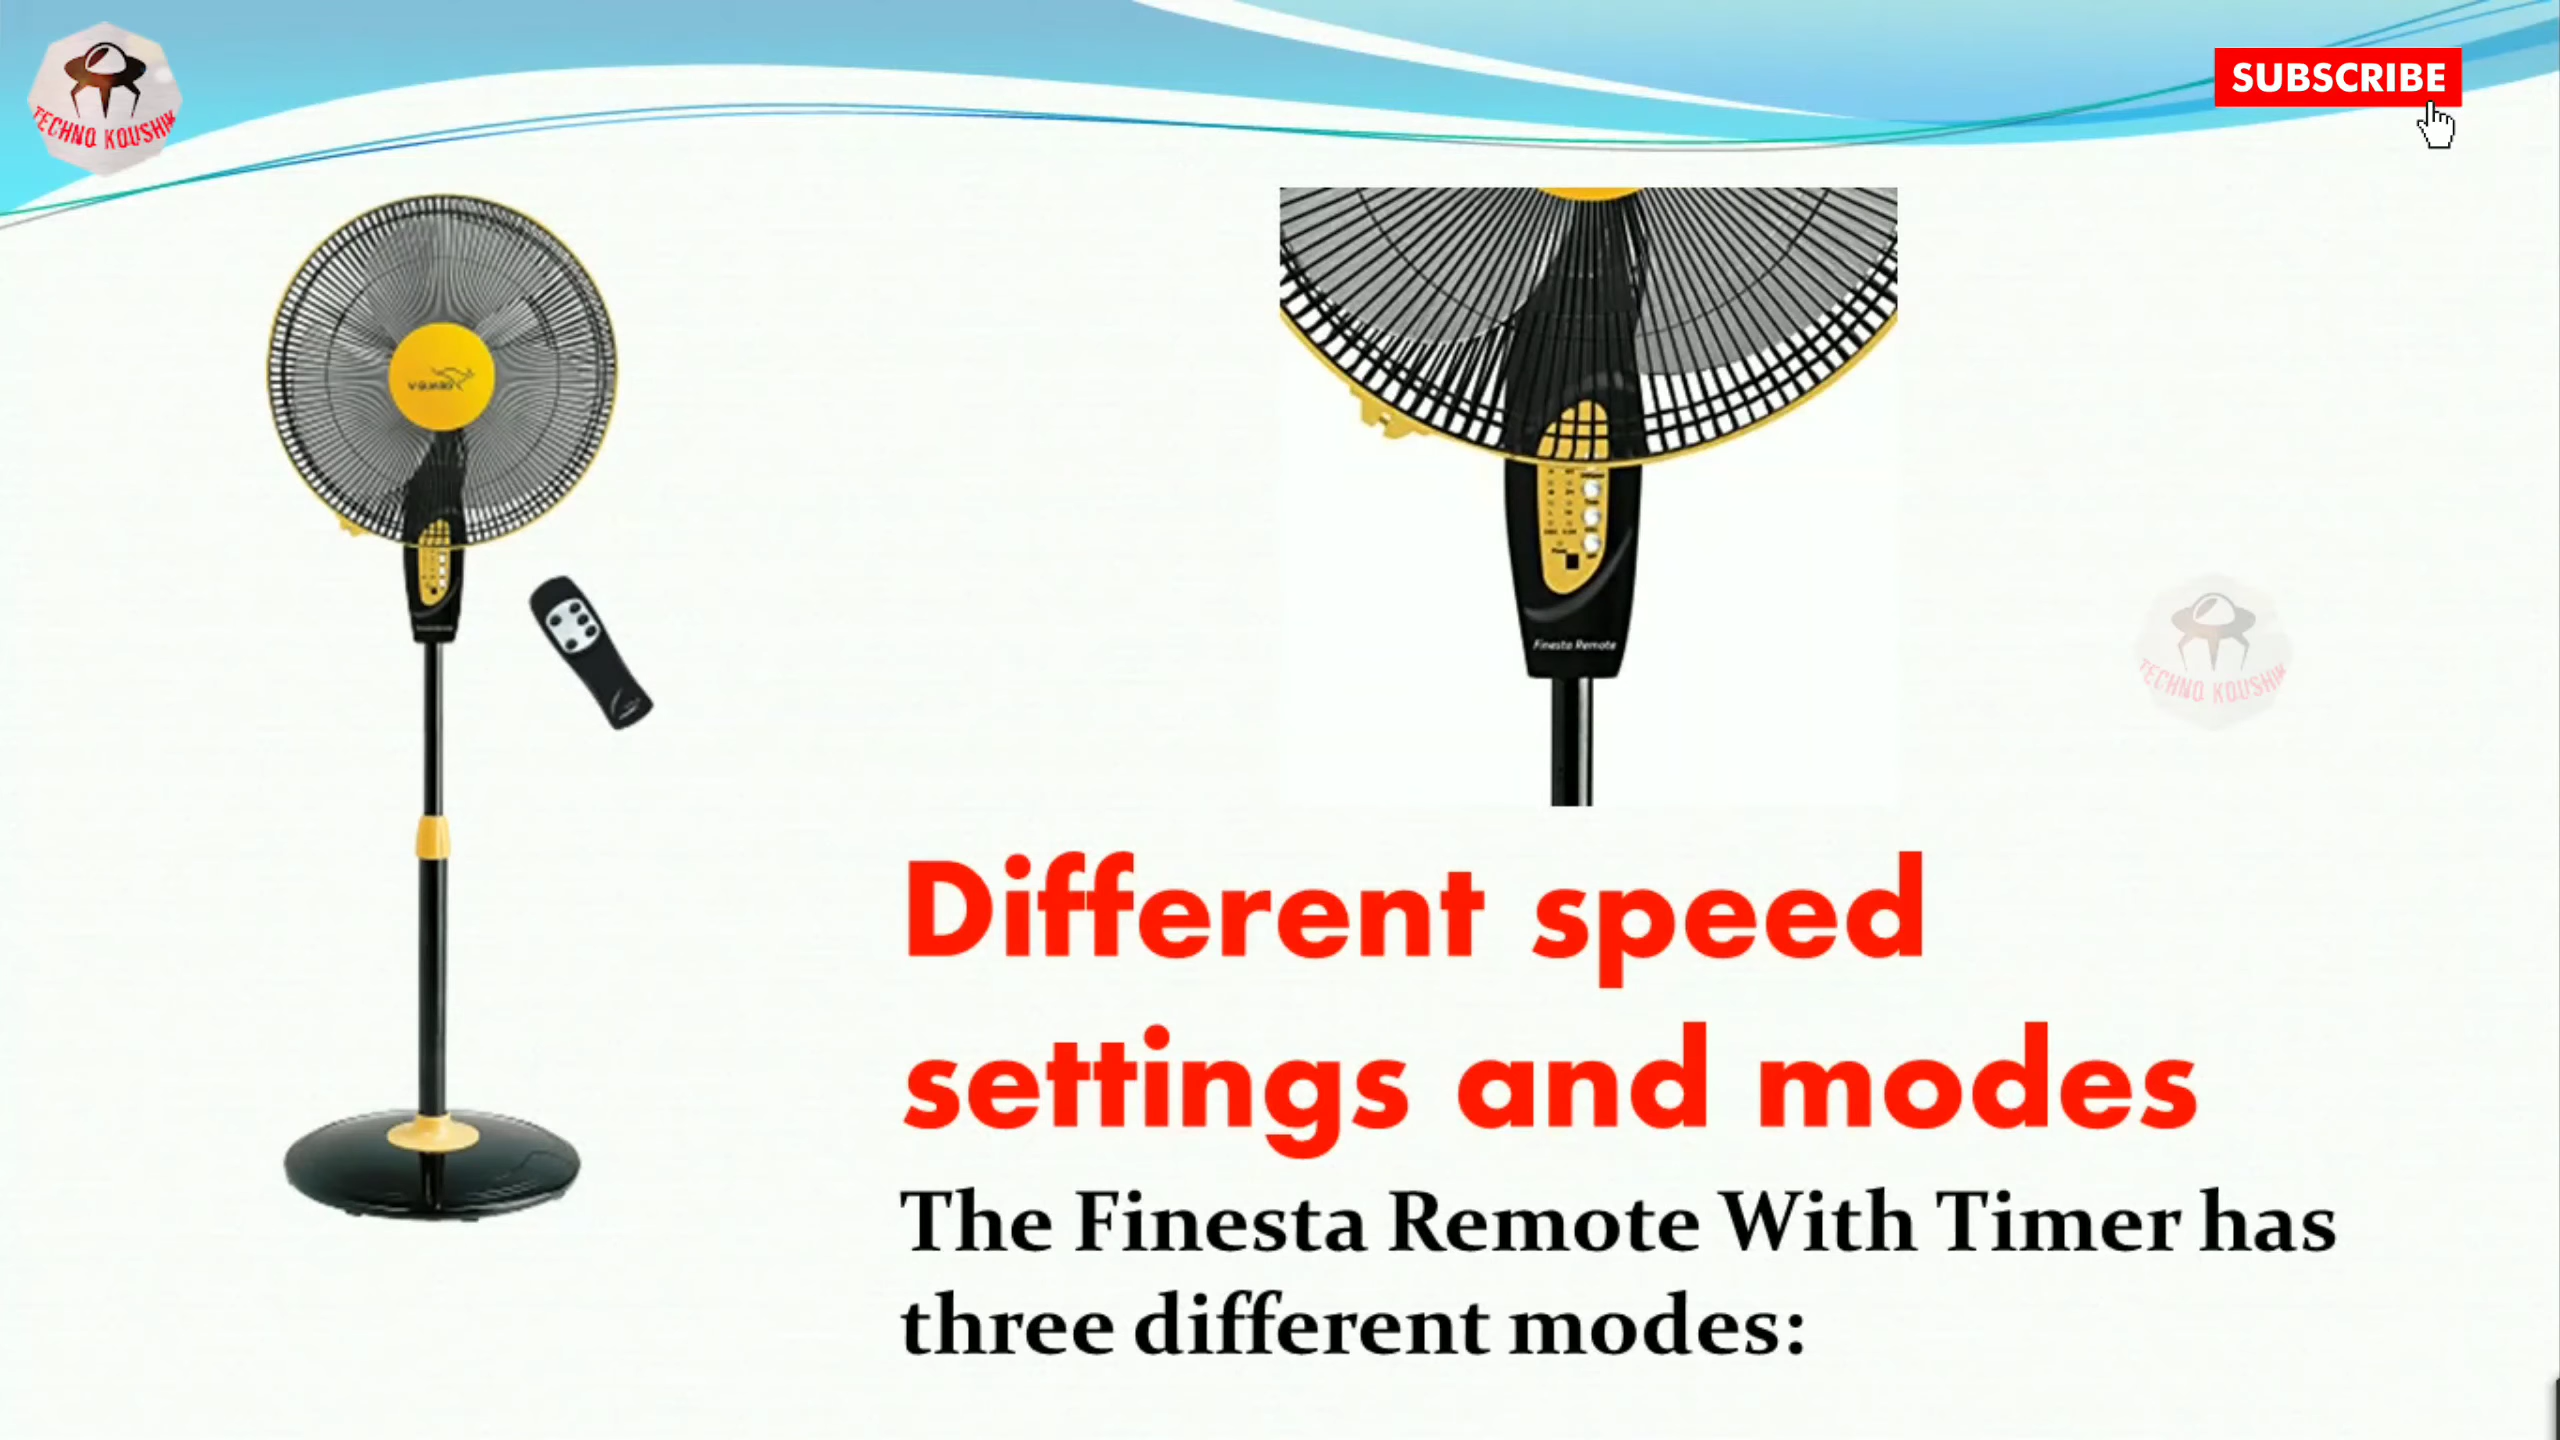 TECHNO KOUSHIK
SUBSCRIBE
V-GUARD
Finesta Remote
TECHNO KOUSHIK
Different speed
settings and modes
The Finesta Remote With Timer has
three different modes: